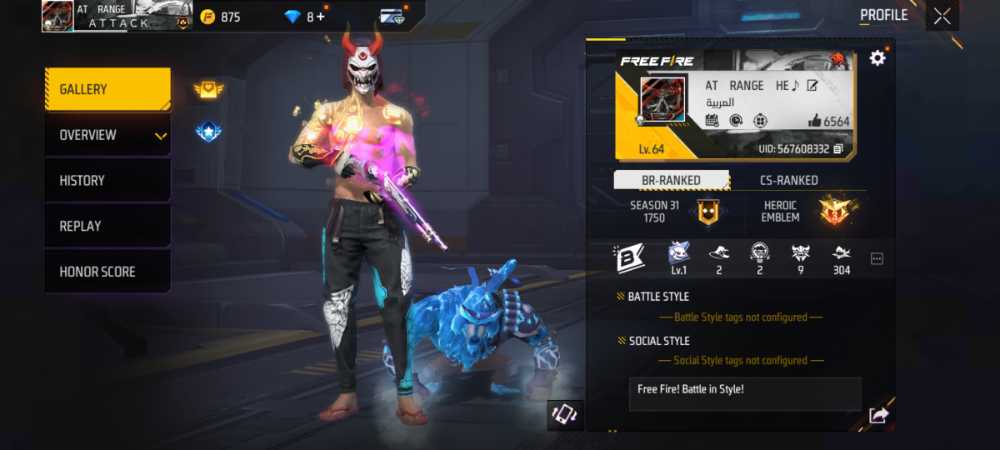 AT RANGE
ATTACK
875
8+
PROFILE
GALLERY
OVERVIEW
HISTORY
REPLAY
HONOR SCORE
FREE FIRE
AT RANGE HE♪
العربية
6564
Lv.64
UID: 567608332
BR-RANKED
CS-RANKED
SEASON 31
1750
HEROIC
EMBLEM
Lv.1
2
2
9
304
BATTLE STYLE
Battle Style tags not configured
SOCIAL STYLE
Social Style tags not configured
Free Fire! Battle in Style!